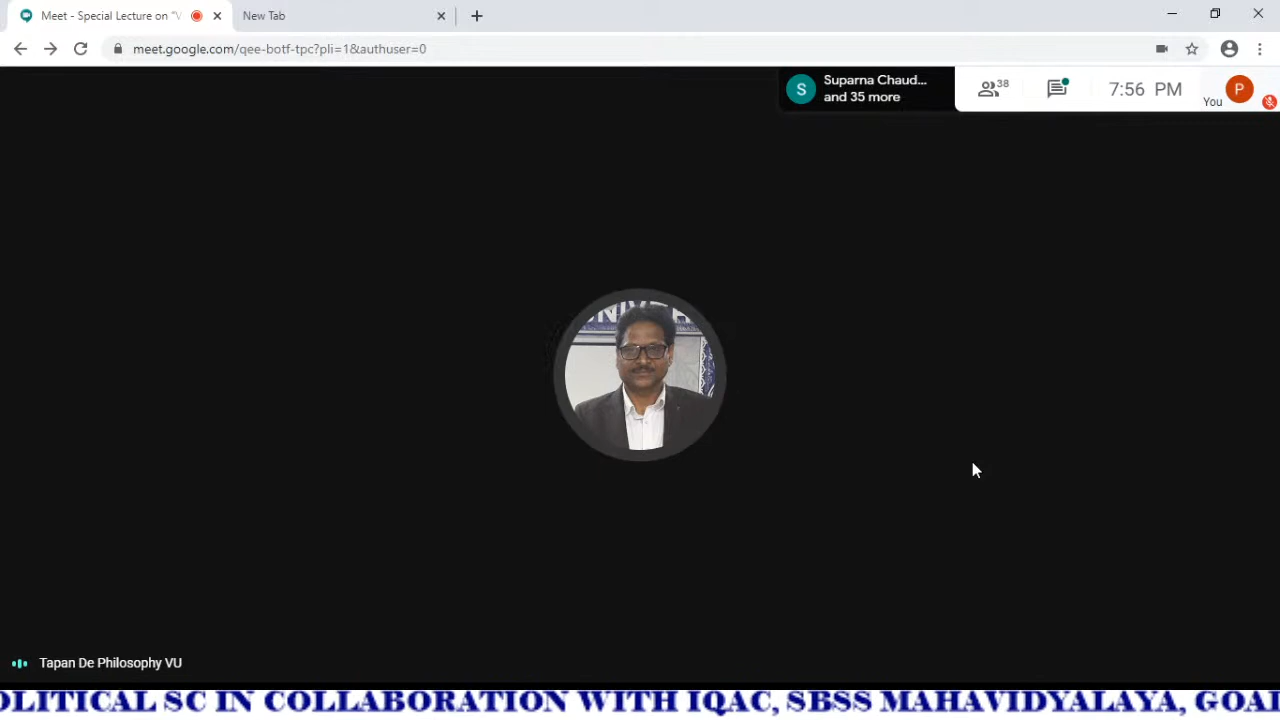 Meet - Special Lecture on "V
New Tab
meet.google.com/qee-botf-tpc?pli=1&authuser=0
S
Suparna Chaud...
and 35 more
38
7:56 PM
You
P
Tapan De Philosophy VU
OLITICAL SC IN COLLABORATION WITH IQAC, SBSS MAHAVIDYALAYA, GOAL